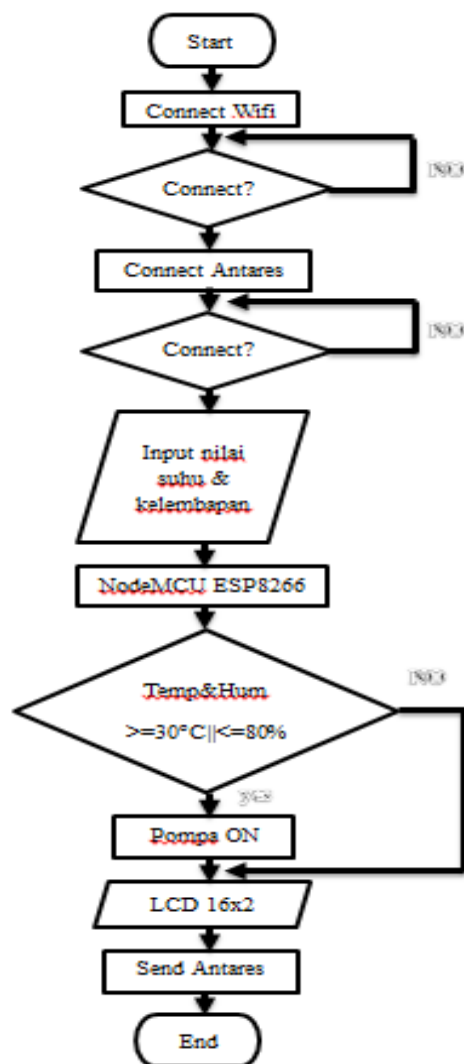 Start
Connect Wifi
NO
Connect?
Connect Antares
NO
Connect?
Input nilai
suhu &
kelembapan
NodeMCU ESP8266
NO
Temp&Hum
>=30°C||<=80%
yes
Pompa ON
LCD 16x2
Send Antares
End